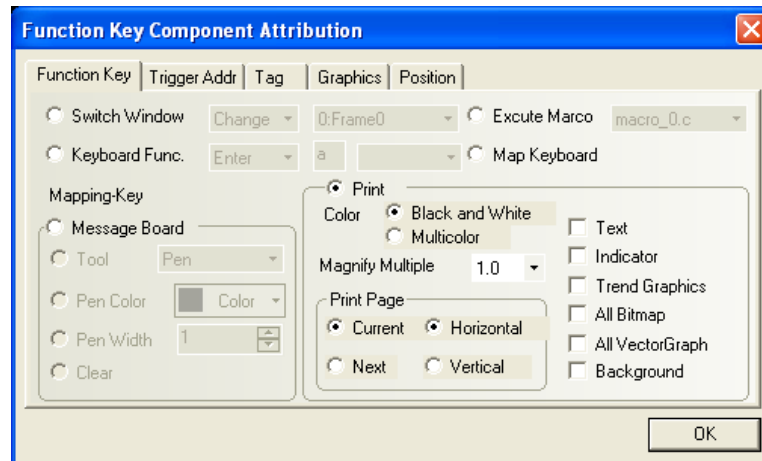 Function Key Component Attribution
Function Key Trigger Addr Tag Graphics Position
Switch Window Change 0:Frame0 Excute Marco macro_0.c
Keyboard Func. Enter a Map Keyboard
Mapping-Key
Print
Message Board
Color Black and White
Multicolor
Text
Tool Pen
Magnify Multiple 1.0
Indicator
Trend Graphics
Pen Color Color
Print Page
All Bitmap
Pen Width 1
Current Horizontal
All VectorGraph
Clear
Next Vertical
Background
OK